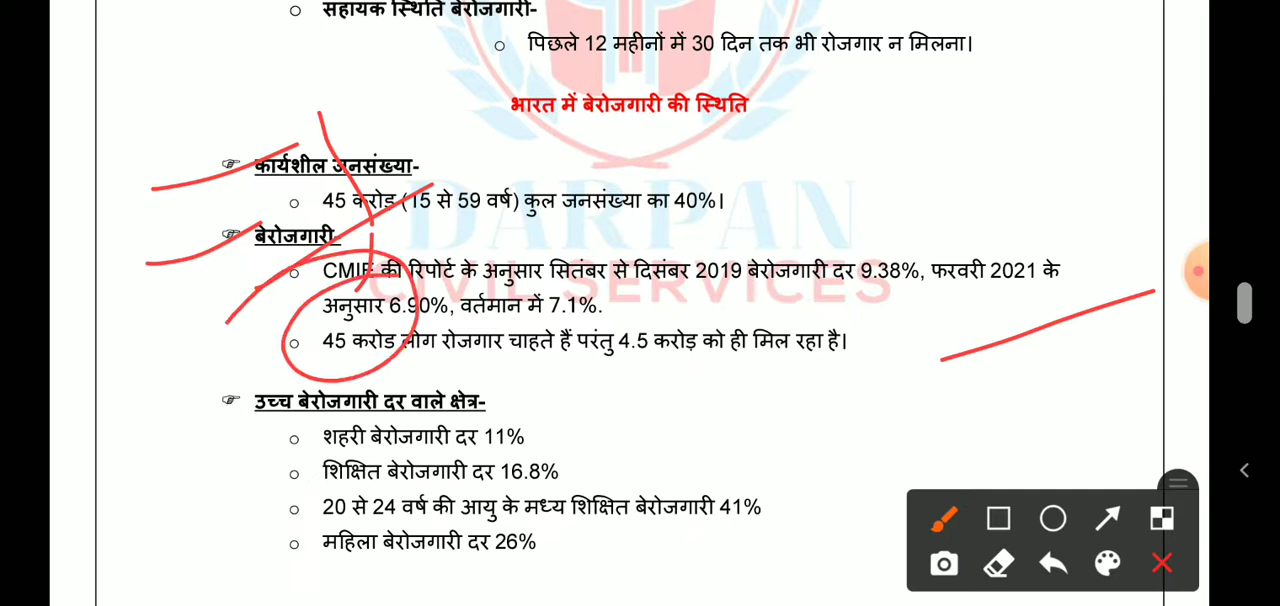 सहायक स्थिति बेरोजगारी-
पिछले 12 महीनों में 30 दिन तक भी रोजगार न मिलना।
भारत में बेरोजगारी की स्थिति
कार्यशील जनसंख्या-
45 करोड़ (15 से 59 वर्ष) कुल जनसंख्या का 40%।
बेरोजगारी-
CMIE की रिपोर्ट के अनुसार सितंबर से दिसंबर 2019 बेरोजगारी दर 9.38%, फरवरी 2021 के
अनुसार 6.90%, वर्तमान में 7.1%.
45 करोड लोग रोजगार चाहते हैं परंतु 4.5 करोड़ को ही मिल रहा है।
उच्च बेरोजगारी दर वाले क्षेत्र-
शहरी बेरोजगारी दर 11%
शिक्षित बेरोजगारी दर 16.8%
20 से 24 वर्ष की आयु के मध्य शिक्षित बेरोजगारी 41%
महिला बेरोजगारी दर 26%
DARPAN
CIVIL SERVICES